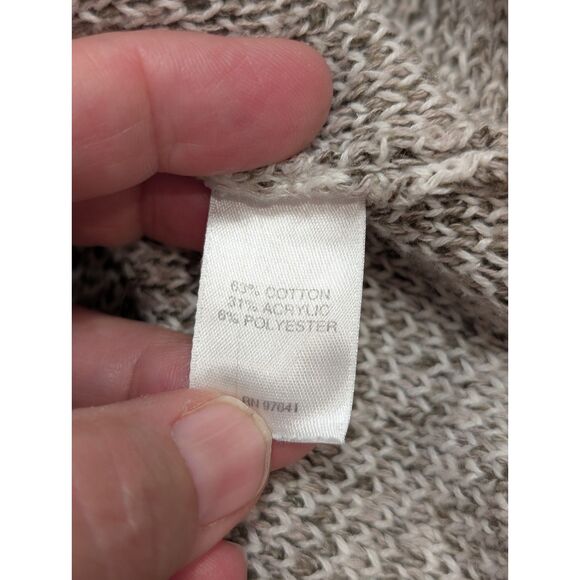 63% COTTON
31% ACRYLIC
6% POLYESTER
RN 97641